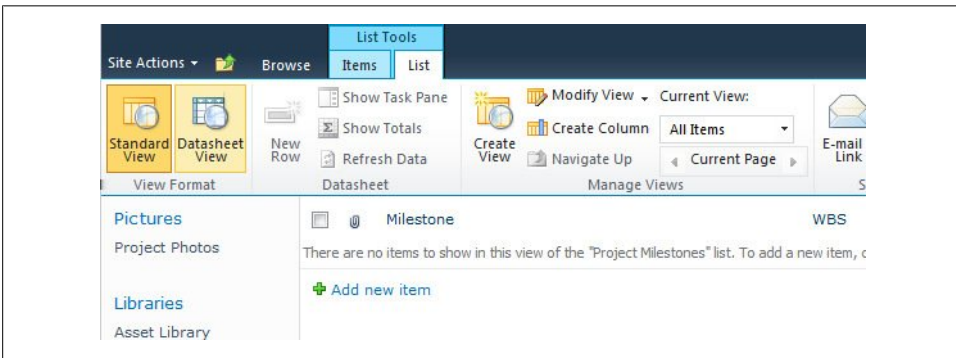 List Tools
Site Actions Browse Items List
Standard View
Datasheet View
View Format
New Row
Show Task Pane
Show Totals
Refresh Data
Datasheet
Create View
Modify View
Create Column
Navigate Up
Current View:
All Items
Current Page
Manage Views
E-mail Link
S
Pictures
Project Photos
Libraries
Asset Library
Milestone WBS
There are no items to show in this view of the "Project Milestones" list. To add a new item, c
Add new item